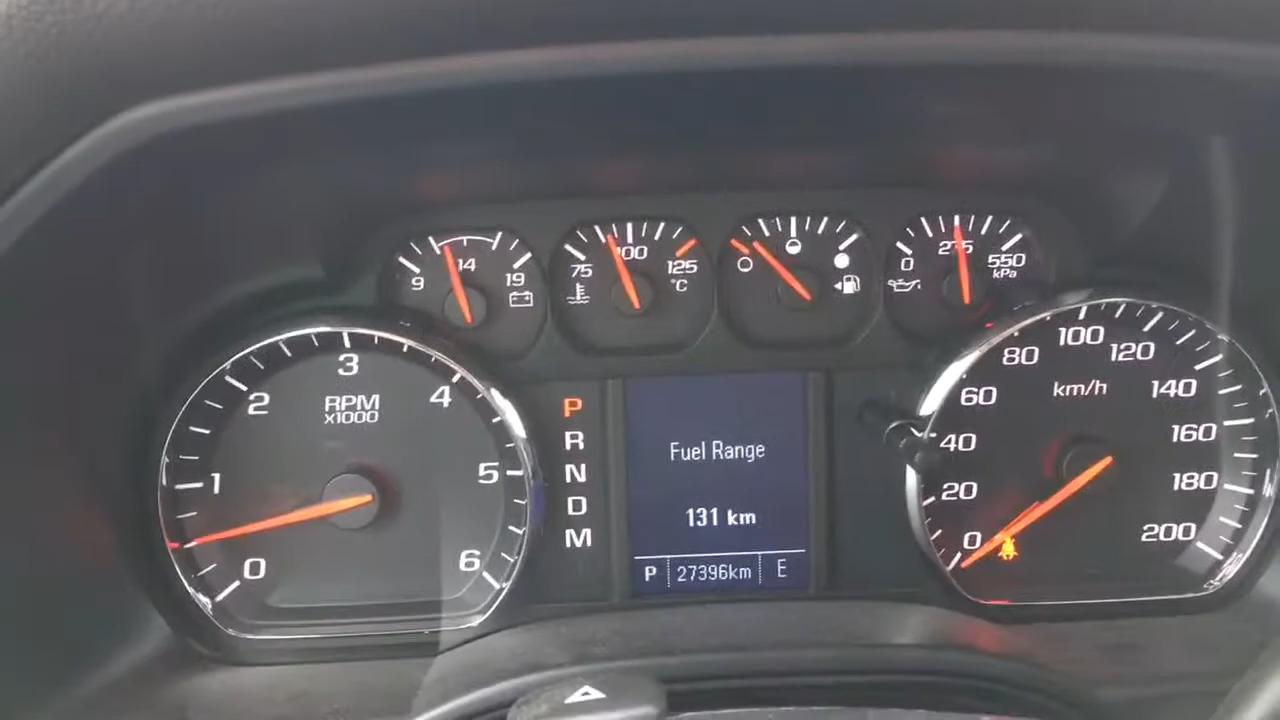 9 14 19
75 100 125
°C
0 275 550
kPa
0 1 2 3 4 5 6
RPM
x1000
P
R
N
D
M
Fuel Range
131 km
P 27396km E
0 20 40 60 80 100 120 140 160 180 200
km/h